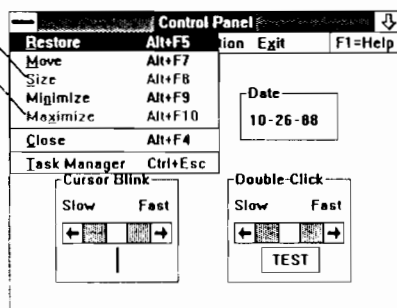 Control Panel
Restore Alt+F5
tion Exit F1=Help
Move Alt+F7
Size Alt+F8
Minimize Alt+F9
Maximize Alt+F10
Close Alt+F4
Task Manager Ctrl+Esc
Date
10-26-88
Cursor Blink
Slow Fast
Double-Click
Slow Fast
TEST